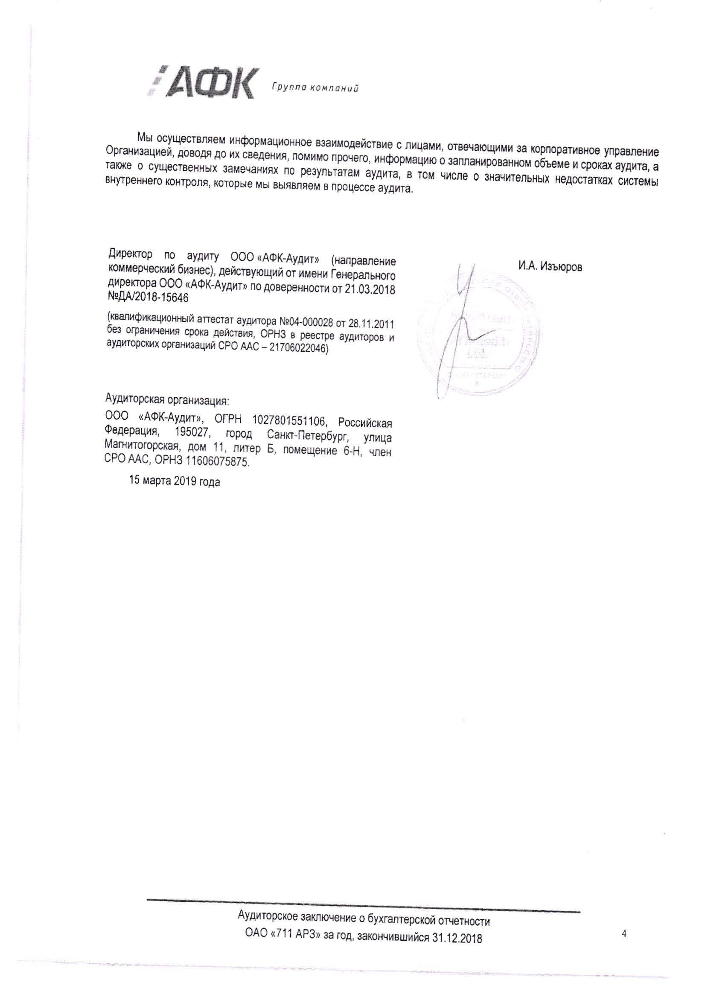 АФК Группа компаний
Мы осуществляем информационное взаимодействие с лицами, отвечающими за корпоративное управление
Организацией, доводя до их сведения, помимо прочего, информацию о запланированном объеме и сроках аудита, а
также о существенных замечаниях по результатам аудита, в том числе о значительных недостатках системы
внутреннего контроля, которые мы выявляем в процессе аудита.
Директор по аудиту ООО «АФК-Аудит» (направление
коммерческий бизнес), действующий от имени Генерального
директора ООО «АФК-Аудит» по доверенности от 21.03.2018
№ДА/2018-15646
И.А. Изъюров
(квалификационный аттестат аудитора №04-000028 от 28.11.2011
без ограничения срока действия, ОРНЗ в реестре аудиторов и
аудиторских организаций СРО ААС – 21706022046)
Аудиторская организация:
ООО «АФК-Аудит», ОГРН 1027801551106, Российская
Федерация, 195027, город Санкт-Петербург, улица
Магнитогорская, дом 11, литер Б, помещение 6-Н, член
СРО ААС, ОРНЗ 11606075875.
15 марта 2019 года
Аудиторское заключение о бухгалтерской отчетности
ОАО «711 АРЗ» за год, закончившийся 31.12.2018
4